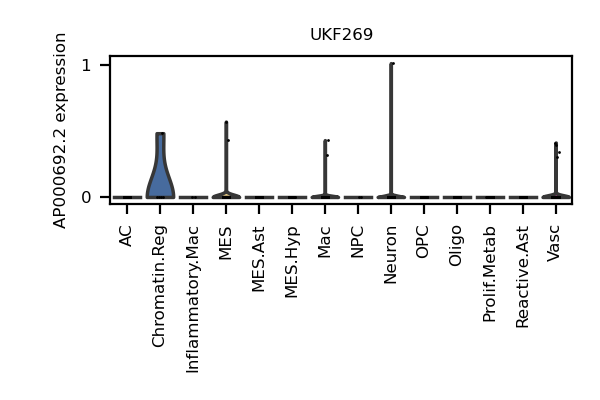 UKF269
AP000692.2 expression
1
0
AC
Chromatin.Reg
Inflammatory.Mac
MES
MES.Ast
MES.Hyp
Mac
NPC
Neuron
OPC
Oligo
Prolif.Metab
Reactive.Ast
Vasc